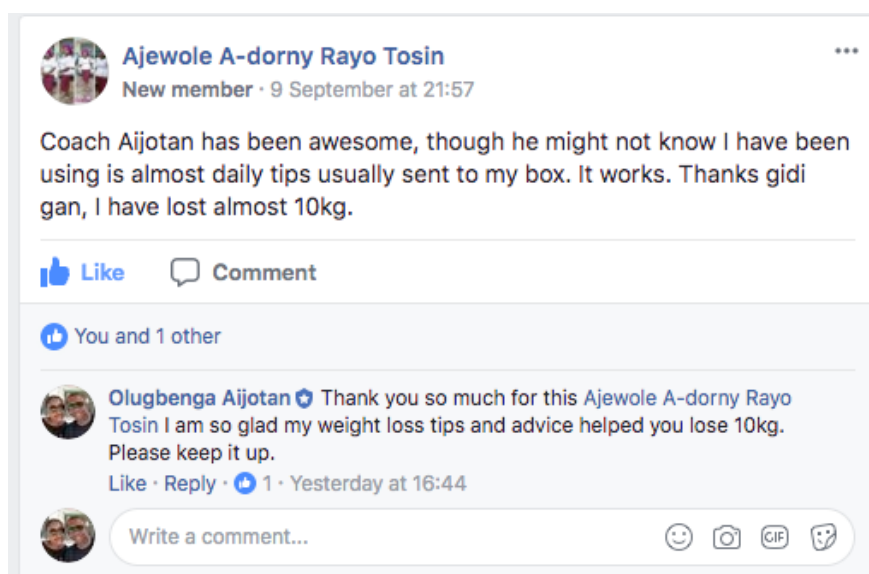 Ajewole A-dorny Rayo Tosin
New member · 9 September at 21:57
Coach Aijotan has been awesome, though he might not know I have been
using is almost daily tips usually sent to my box. It works. Thanks gidi
gan, I have lost almost 10kg.
Like Comment
You and 1 other
Olugbenga Aijotan Thank you so much for this Ajewole A-dorny Rayo
Tosin I am so glad my weight loss tips and advice helped you lose 10kg.
Please keep it up.
Like · Reply · 1 · Yesterday at 16:44
Write a comment...
GIF